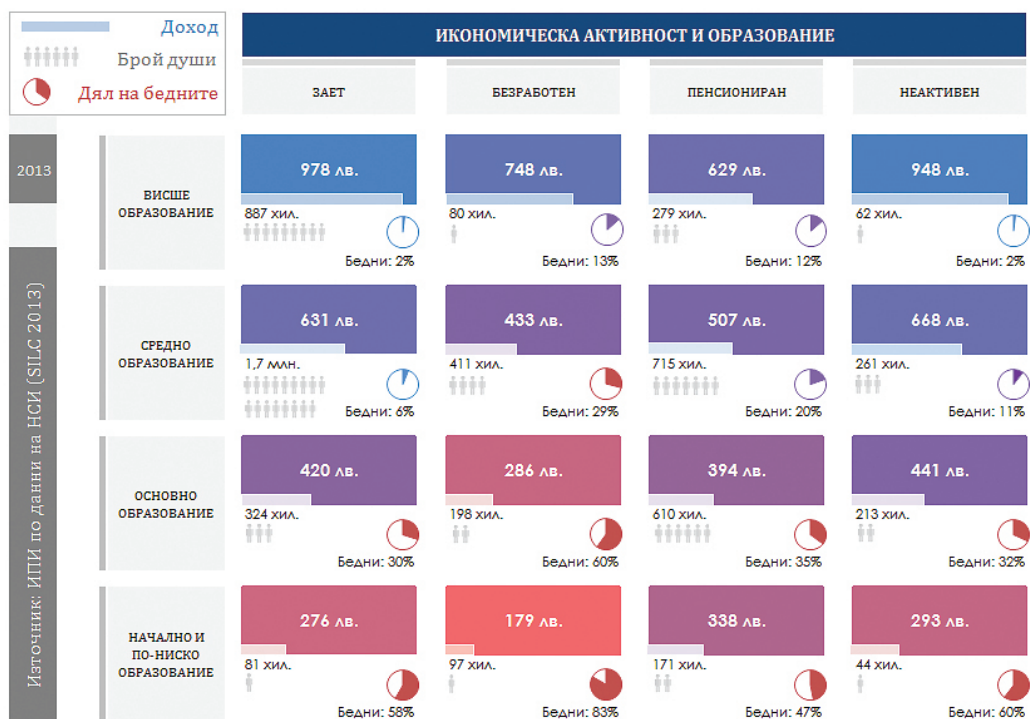 Доход
Брой души
Дял на бедните
ИКОНОМИЧЕСКА АКТИВНОСТ И ОБРАЗОВАНИЕ
ЗАЕТ
БЕЗРАБОТЕН
ПЕНСИОНИРАН
НЕАКТИВЕН
2013
Източник: ИПИ по данни на НСИ (SILC 2013)
ВИСШЕ
ОБРАЗОВАНИЕ
978 лв.
887 хил.
Бедни: 2%
748 лв.
80 хил.
Бедни: 13%
629 лв.
279 хил.
Бедни: 12%
948 лв.
62 хил.
Бедни: 2%
СРЕДНО
ОБРАЗОВАНИЕ
631 лв.
1,7 млн.
Бедни: 6%
433 лв.
411 хил.
Бедни: 29%
507 лв.
715 хил.
Бедни: 20%
668 лв.
261 хил.
Бедни: 11%
ОСНОВНО
ОБРАЗОВАНИЕ
420 лв.
324 хил.
Бедни: 30%
286 лв.
198 хил.
Бедни: 60%
394 лв.
610 хил.
Бедни: 35%
441 лв.
213 хил.
Бедни: 32%
НАЧАЛНО И
ПО-НИСКО
ОБРАЗОВАНИЕ
276 лв.
81 хил.
Бедни: 58%
179 лв.
97 хил.
Бедни: 83%
338 лв.
171 хил.
Бедни: 47%
293 лв.
44 хил.
Бедни: 60%